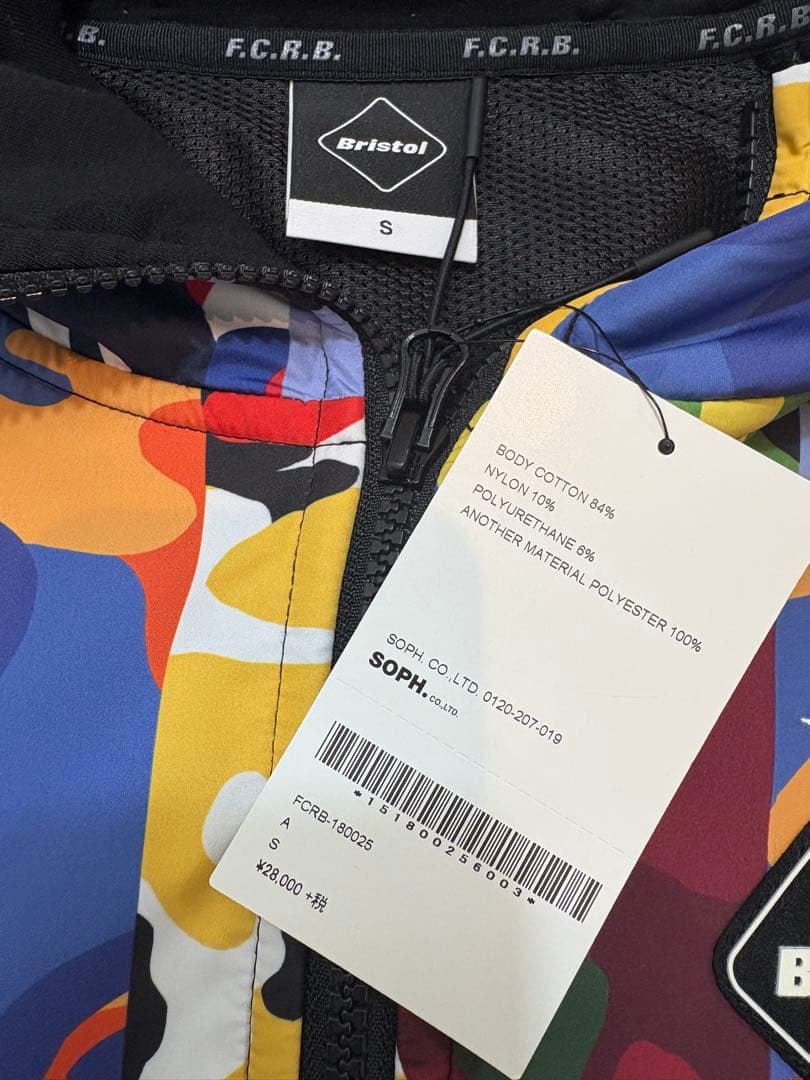 .B.
F.C.R.B.
F.C.R.B.
F.C.R.B.
Bristol
S
BODY COTTON 84%
NYLON 10%
POLYURETHANE 6%
ANOTHER MATERIAL POLYESTER 100%
SOPH. CO.,LTD. 0120-207-019
SOPH. CO.,LTD.
*151800256003*
FCRB-180025
A
S
¥28,000 +税
B